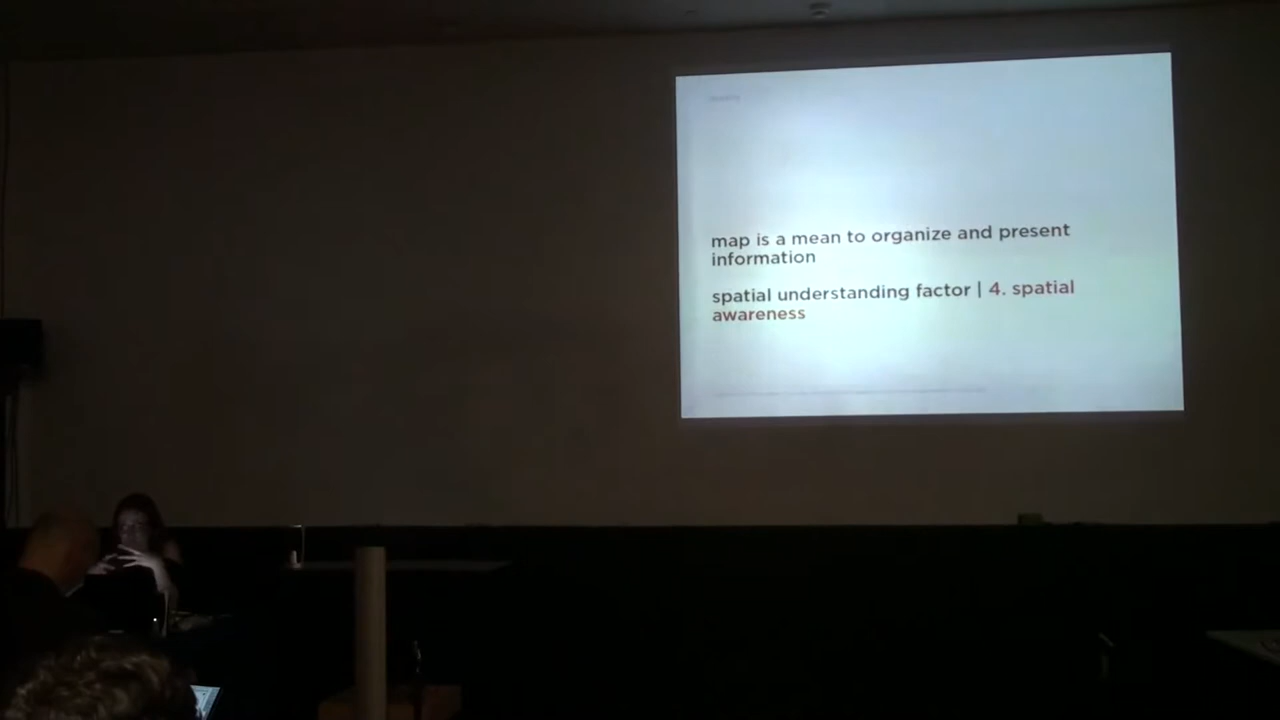 map is a mean to organize and present
information
spatial understanding factor | 4. spatial
awareness